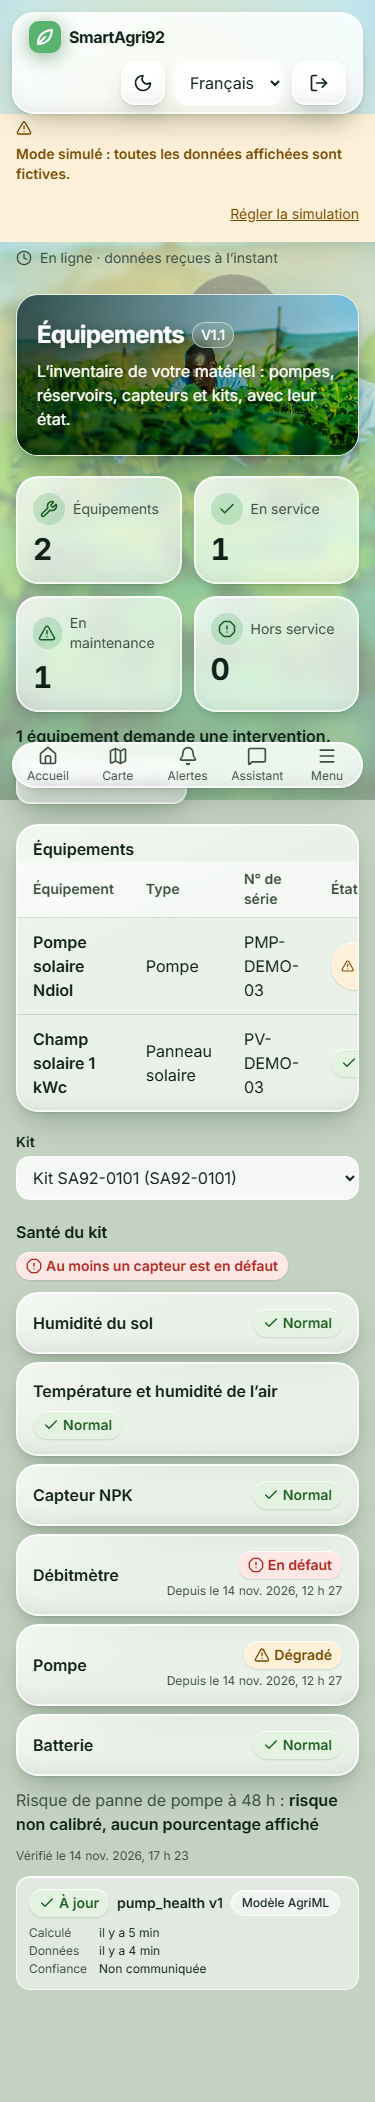 SmartAgri92
Français
Mode simulé : toutes les données affichées sont
fictives.
Régler la simulation
En ligne · données reçues à l’instant
Équipements V1.1
L’inventaire de votre matériel : pompes,
réservoirs, capteurs et kits, avec leur
état.
Équipements
2
En service
1
En
maintenance
1
Hors service
0
1 équipement demande une intervention.
Accueil Carte Alertes Assistant Menu
Équipements
Équipement Type N° de
série État
Pompe
solaire
Ndiol
Pompe
PMP-
DEMO-
03
Champ
solaire 1
kWc
Panneau
solaire
PV-
DEMO-
03
Kit
Kit SA92-0101 (SA92-0101)
Santé du kit
Au moins un capteur est en défaut
Humidité du sol Normal
Température et humidité de l’air
Normal
Capteur NPK Normal
Débitmètre En défaut
Depuis le 14 nov. 2026, 12 h 27
Pompe Dégradé
Depuis le 14 nov. 2026, 12 h 27
Batterie Normal
Risque de panne de pompe à 48 h : risque
non calibré, aucun pourcentage affiché
Vérifié le 14 nov. 2026, 17 h 23
À jour pump_health v1 Modèle AgriML
Calculé il y a 5 min
Données il y a 4 min
Confiance Non communiquée